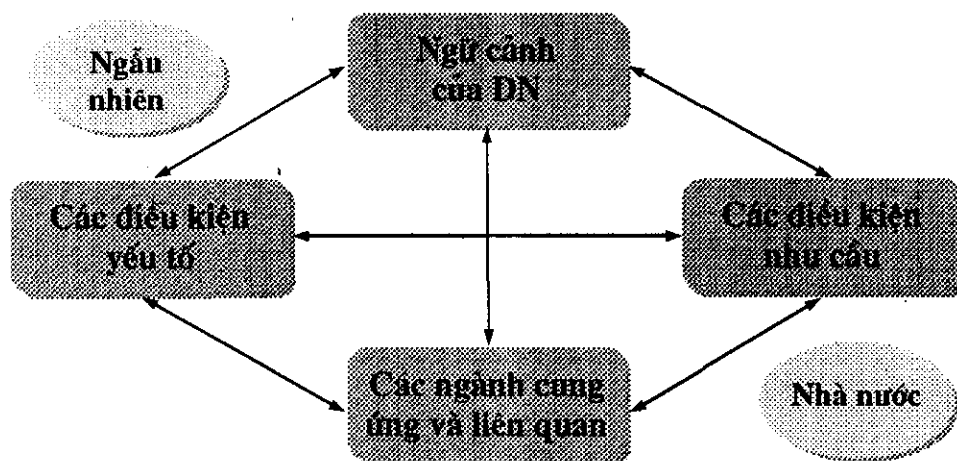 Ngẫu
nhiên
Ngữ cảnh
của DN
Các điều kiện
yếu tố
Các điều kiện
nhu cầu
Các ngành cung
ứng và liên quan
Nhà nước